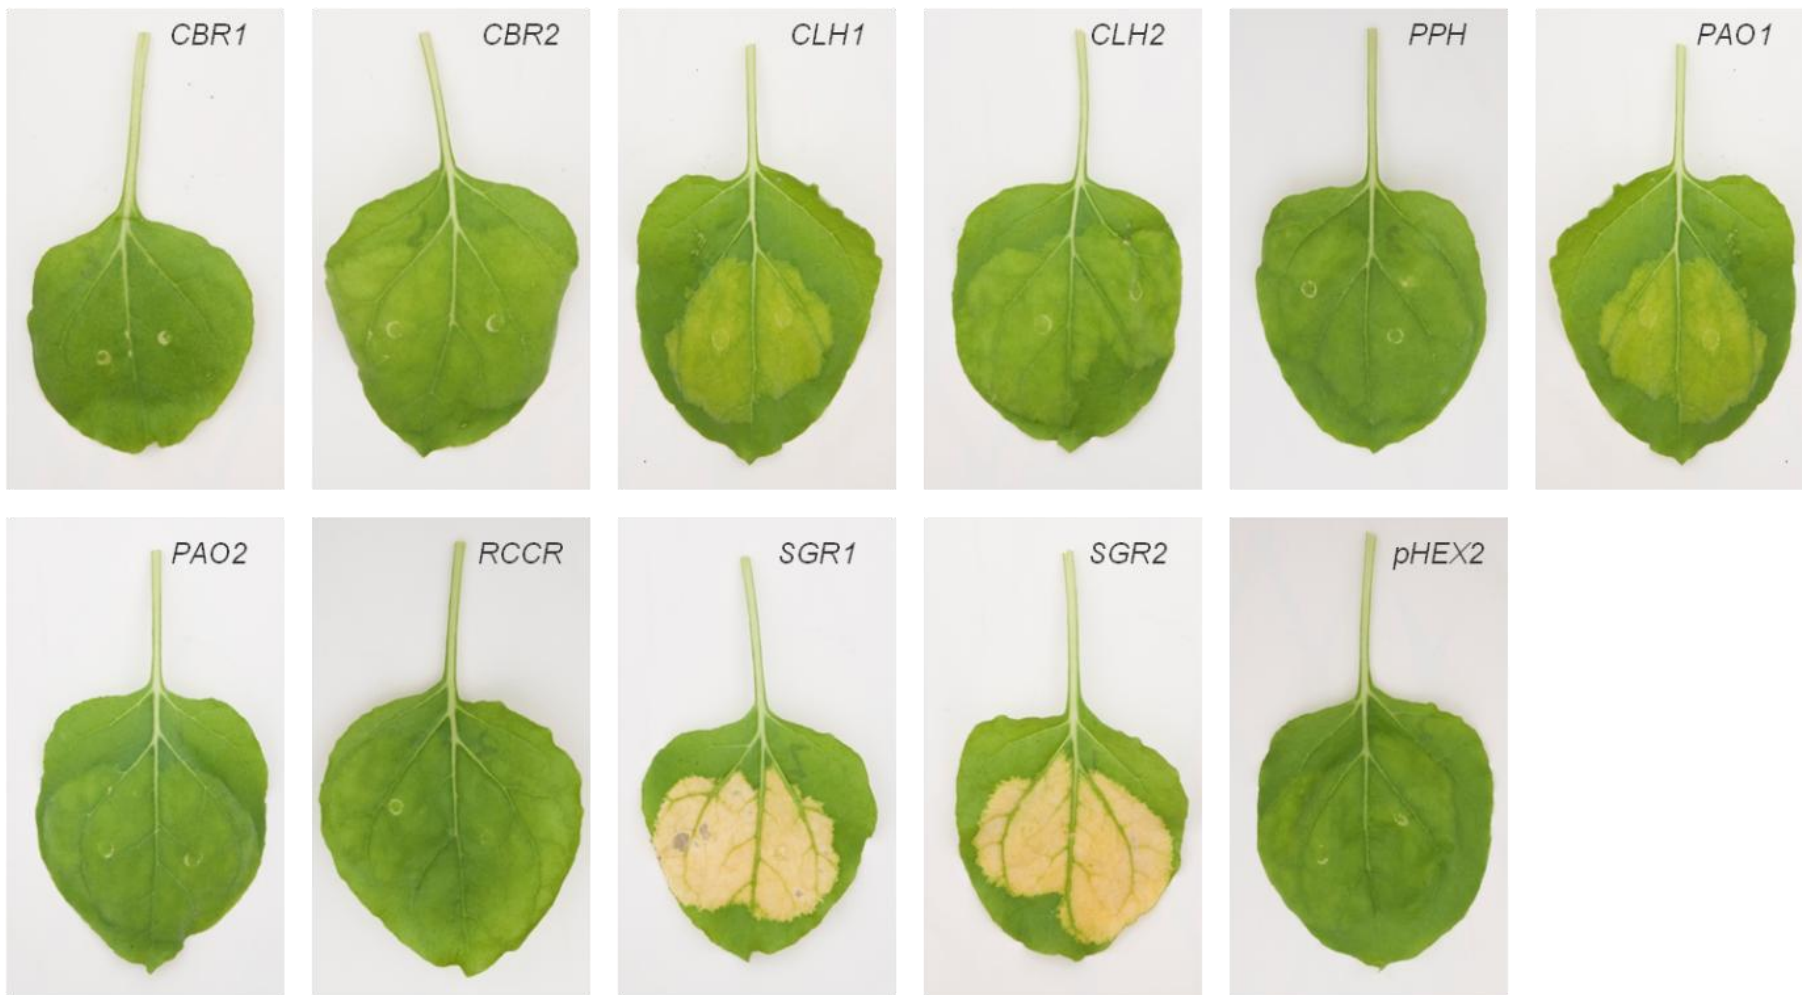 CBR1
CBR2
CLH1
CLH2
PPH
PAO1
PAO2
RCCR
SGR1
SGR2
pHEX2